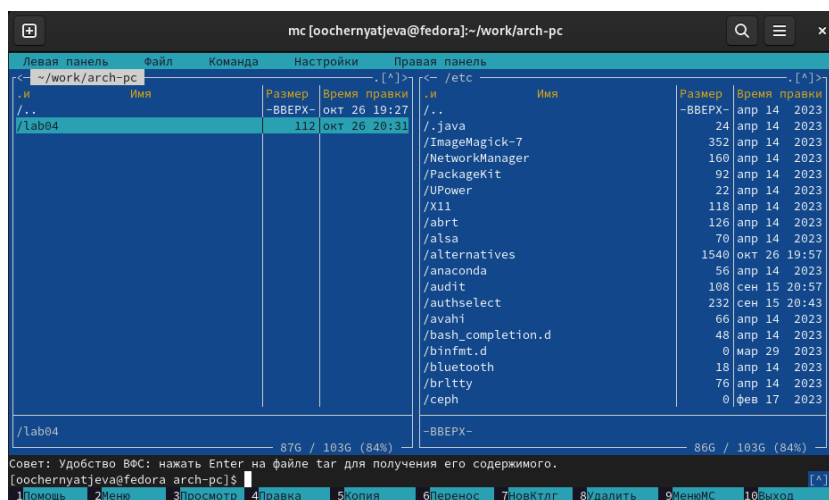 mc [oochernyatjeva@fedora]:~/work/arch-pc
Левая панель Файл Команда Настройки Правая панель
<— ~/work/arch-pc .[^]>
.и Имя Размер Время правки
/.. -ВВЕРХ- окт 26 19:27
/lab04 112 окт 26 20:31
/lab04
87G / 103G (84%)
<— /etc .[^]>
.и Имя Размер Время правки
/.. -ВВЕРХ- апр 14 2023
/.java 24 апр 14 2023
/ImageMagick-7 352 апр 14 2023
/NetworkManager 160 апр 14 2023
/PackageKit 92 апр 14 2023
/UPower 22 апр 14 2023
/X11 118 апр 14 2023
/abrt 126 апр 14 2023
/alsa 70 апр 14 2023
/alternatives 1540 окт 26 19:57
/anaconda 56 апр 14 2023
/audit 108 сен 15 20:57
/authselect 232 сен 15 20:43
/avahi 66 апр 14 2023
/bash_completion.d 48 апр 14 2023
/binfmt.d 0 мар 29 2023
/bluetooth 18 апр 14 2023
/brltty 76 апр 14 2023
/ceph 0 фев 17 2023
-ВВЕРХ-
86G / 103G (84%)
Совет: Удобство ВФС: нажать Enter на файле tar для получения его содержимого.
[oochernyatjeva@fedora arch-pc]$ [^]
1Помощь 2Меню 3Просмотр 4Правка 5Копия 6Перенос 7НовКтлг 8Удалить 9МенюМС 10Выход